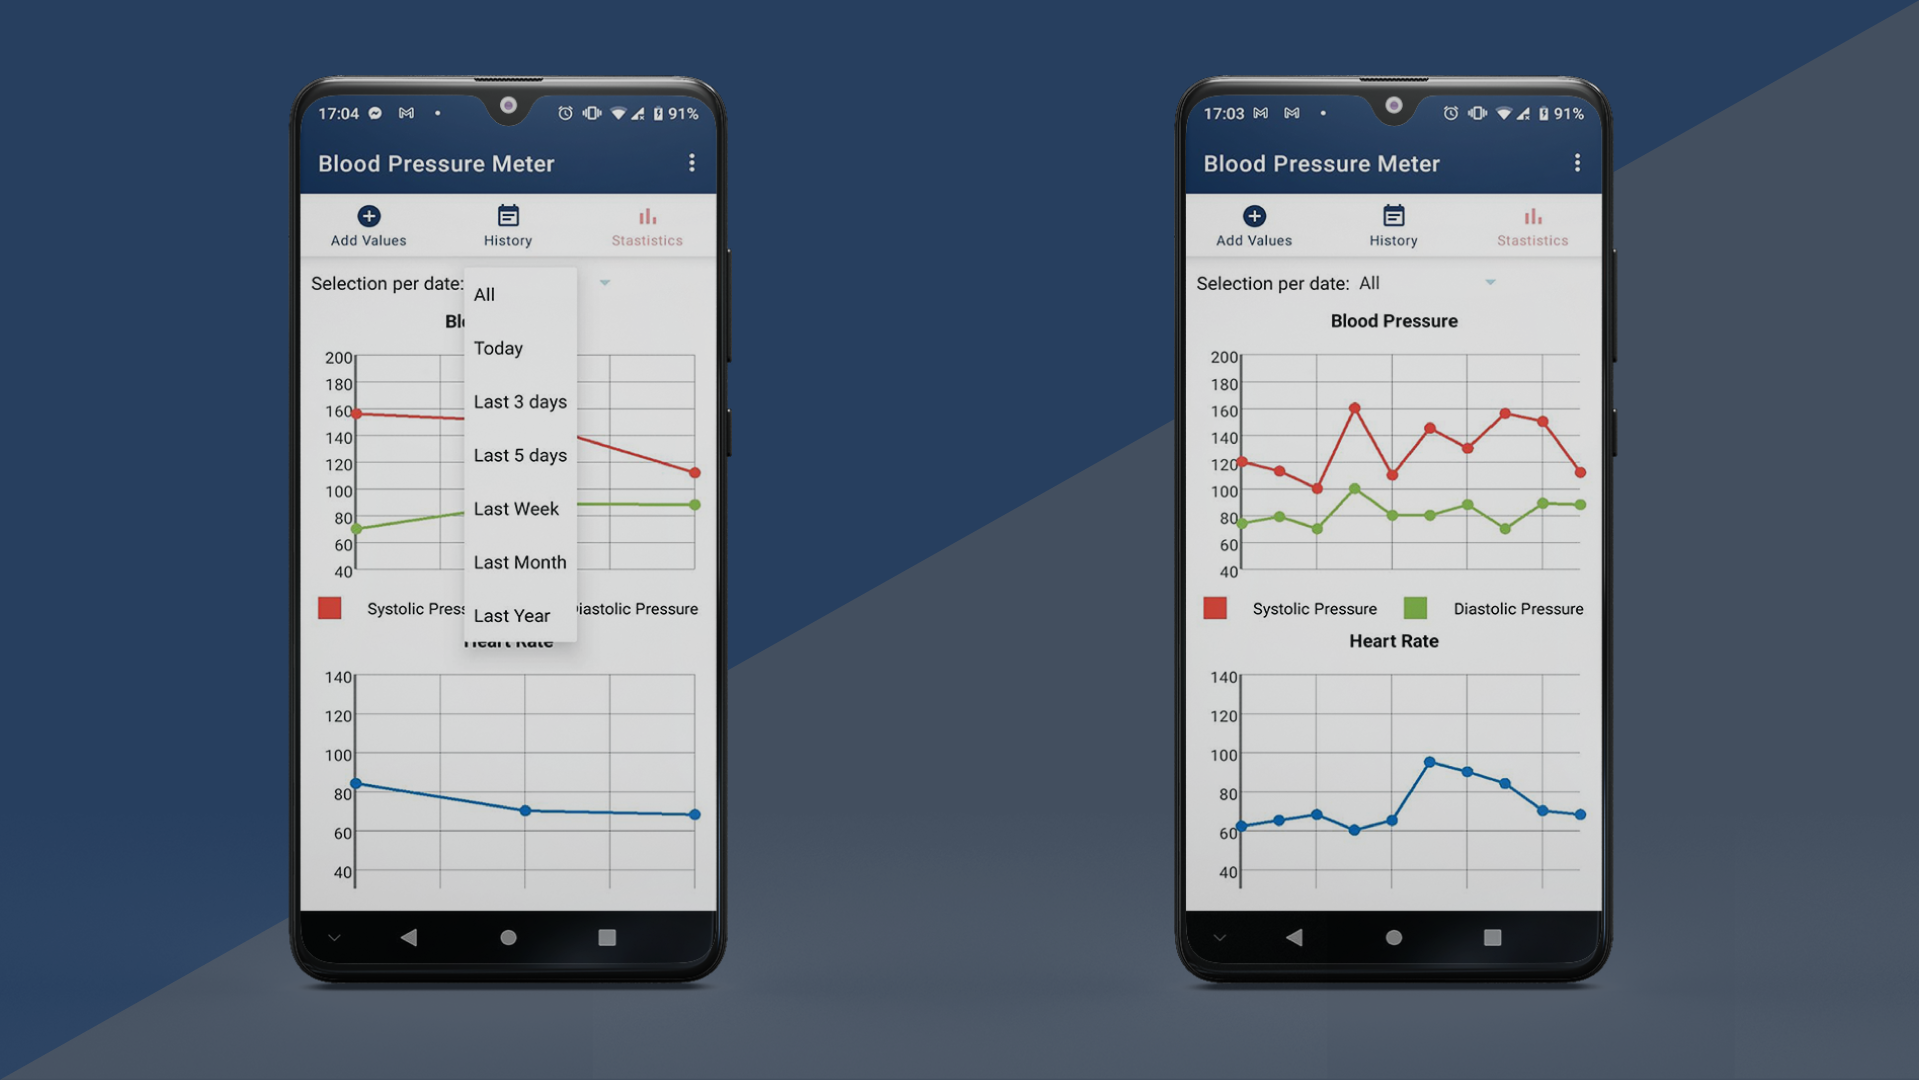 17:04
91%
Blood Pressure Meter
Add Values
History
Stastistics
Selection per date:
All
Today
Last 3 days
Last 5 days
Last Week
Last Month
Last Year
200
180
160
140
120
100
80
60
40
Systolic
Diastolic Pressure
Heart Rate
140
120
100
80
60
40
17:03
91%
Blood Pressure Meter
Add Values
History
Stastistics
Selection per date: All
Blood Pressure
200
180
160
140
120
100
80
60
40
Systolic Pressure
Diastolic Pressure
Heart Rate
140
120
100
80
60
40